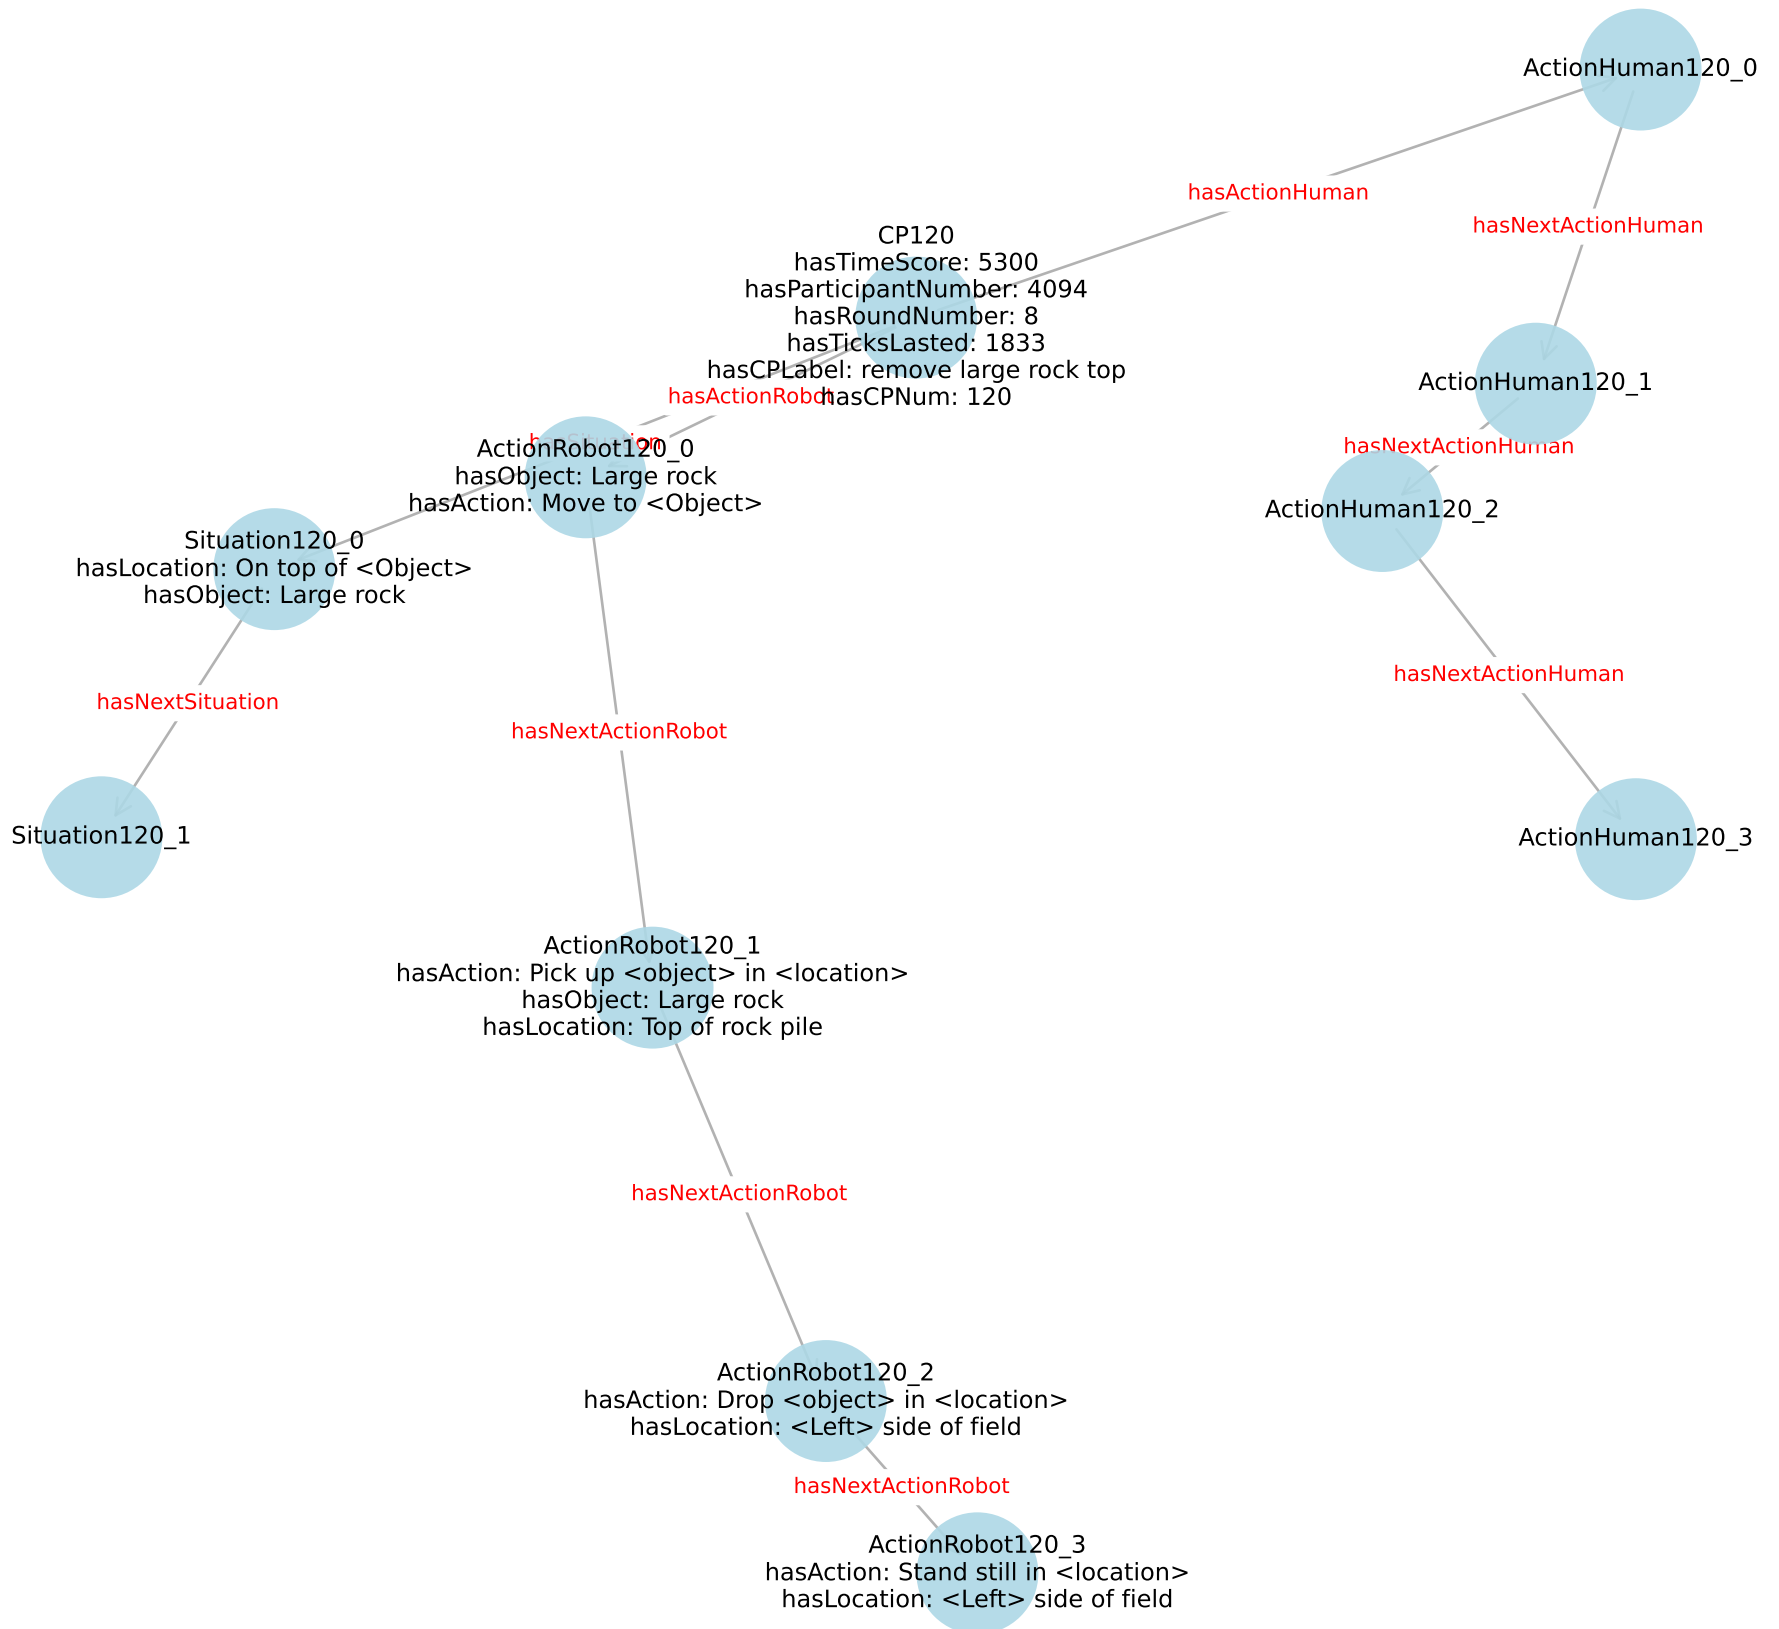 ActionHuman120_0
hasActionHuman
hasNextActionHuman
CP120
hasTimeScore: 5300
hasParticipantNumber: 4094
hasRoundNumber: 8
hasTicksLasted: 1833
hasCPLabel: remove large rock top
hasCPNum: 120
ActionHuman120_1
hasActionRobot
hasSituation
hasNextActionHuman
ActionRobot120_0
hasObject: Large rock
hasAction: Move to <Object>
ActionHuman120_2
Situation120_0
hasLocation: On top of <Object>
hasObject: Large rock
hasNextActionHuman
hasNextSituation
hasNextActionRobot
Situation120_1
ActionHuman120_3
ActionRobot120_1
hasAction: Pick up <object> in <location>
hasObject: Large rock
hasLocation: Top of rock pile
hasNextActionRobot
ActionRobot120_2
hasAction: Drop <object> in <location>
hasLocation: <Left> side of field
hasNextActionRobot
ActionRobot120_3
hasAction: Stand still in <location>
hasLocation: <Left> side of field